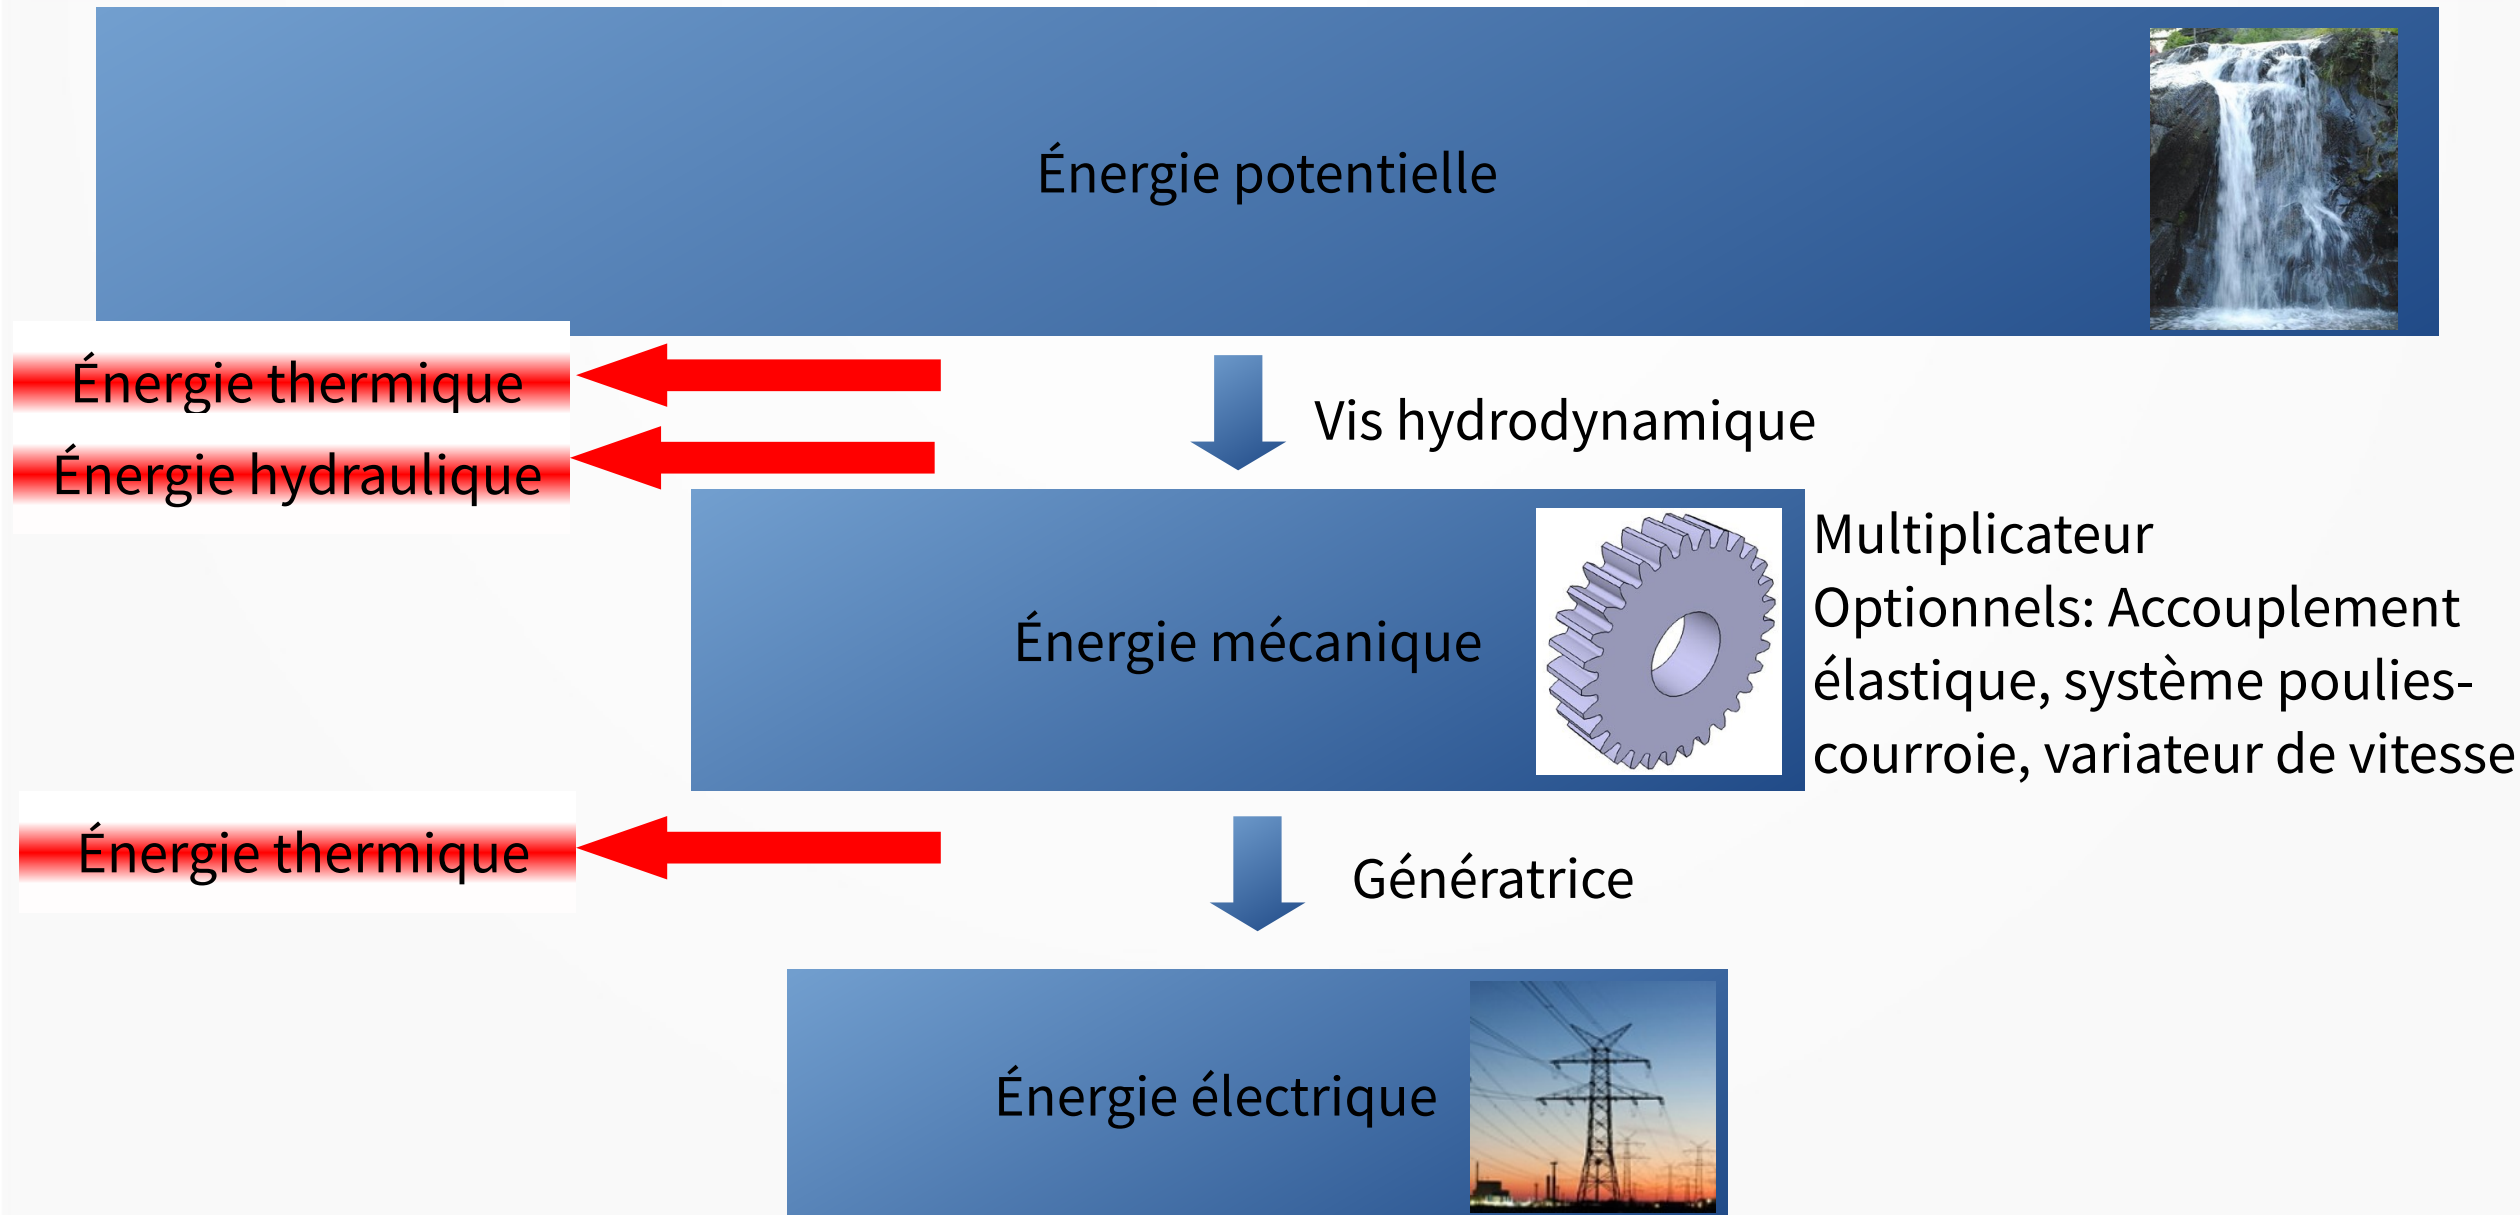 Énergie potentielle
Énergie thermique
Vis hydrodynamique
Énergie hydraulique
Multiplicateur
Optionnels: Accouplement
élastique, système poulies-
courroie, variateur de vitesse
Énergie mécanique
Énergie thermique
Génératrice
Énergie électrique